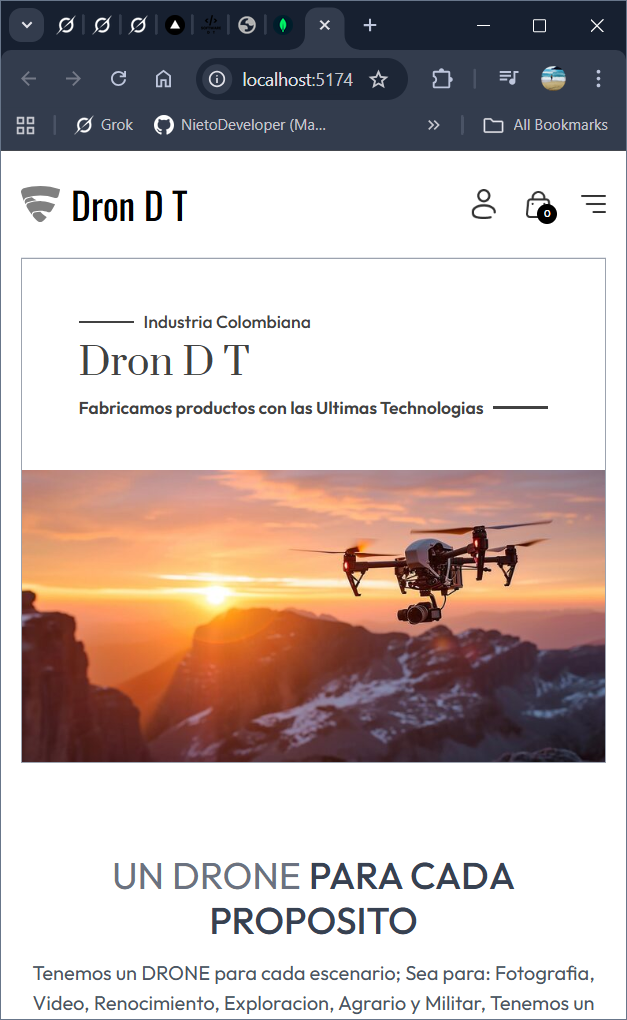 localhost:5174
Grok
NietoDeveloper (Ma...
All Bookmarks
Dron D T
0
Industria Colombiana
Dron D T
Fabricamos productos con las Ultimas Technologias
UN DRONE PARA CADA
PROPOSITO
Tenemos un DRONE para cada escenario; Sea para: Fotografia,
Video, Renocimiento, Exploracion, Agrario y Militar, Tenemos un